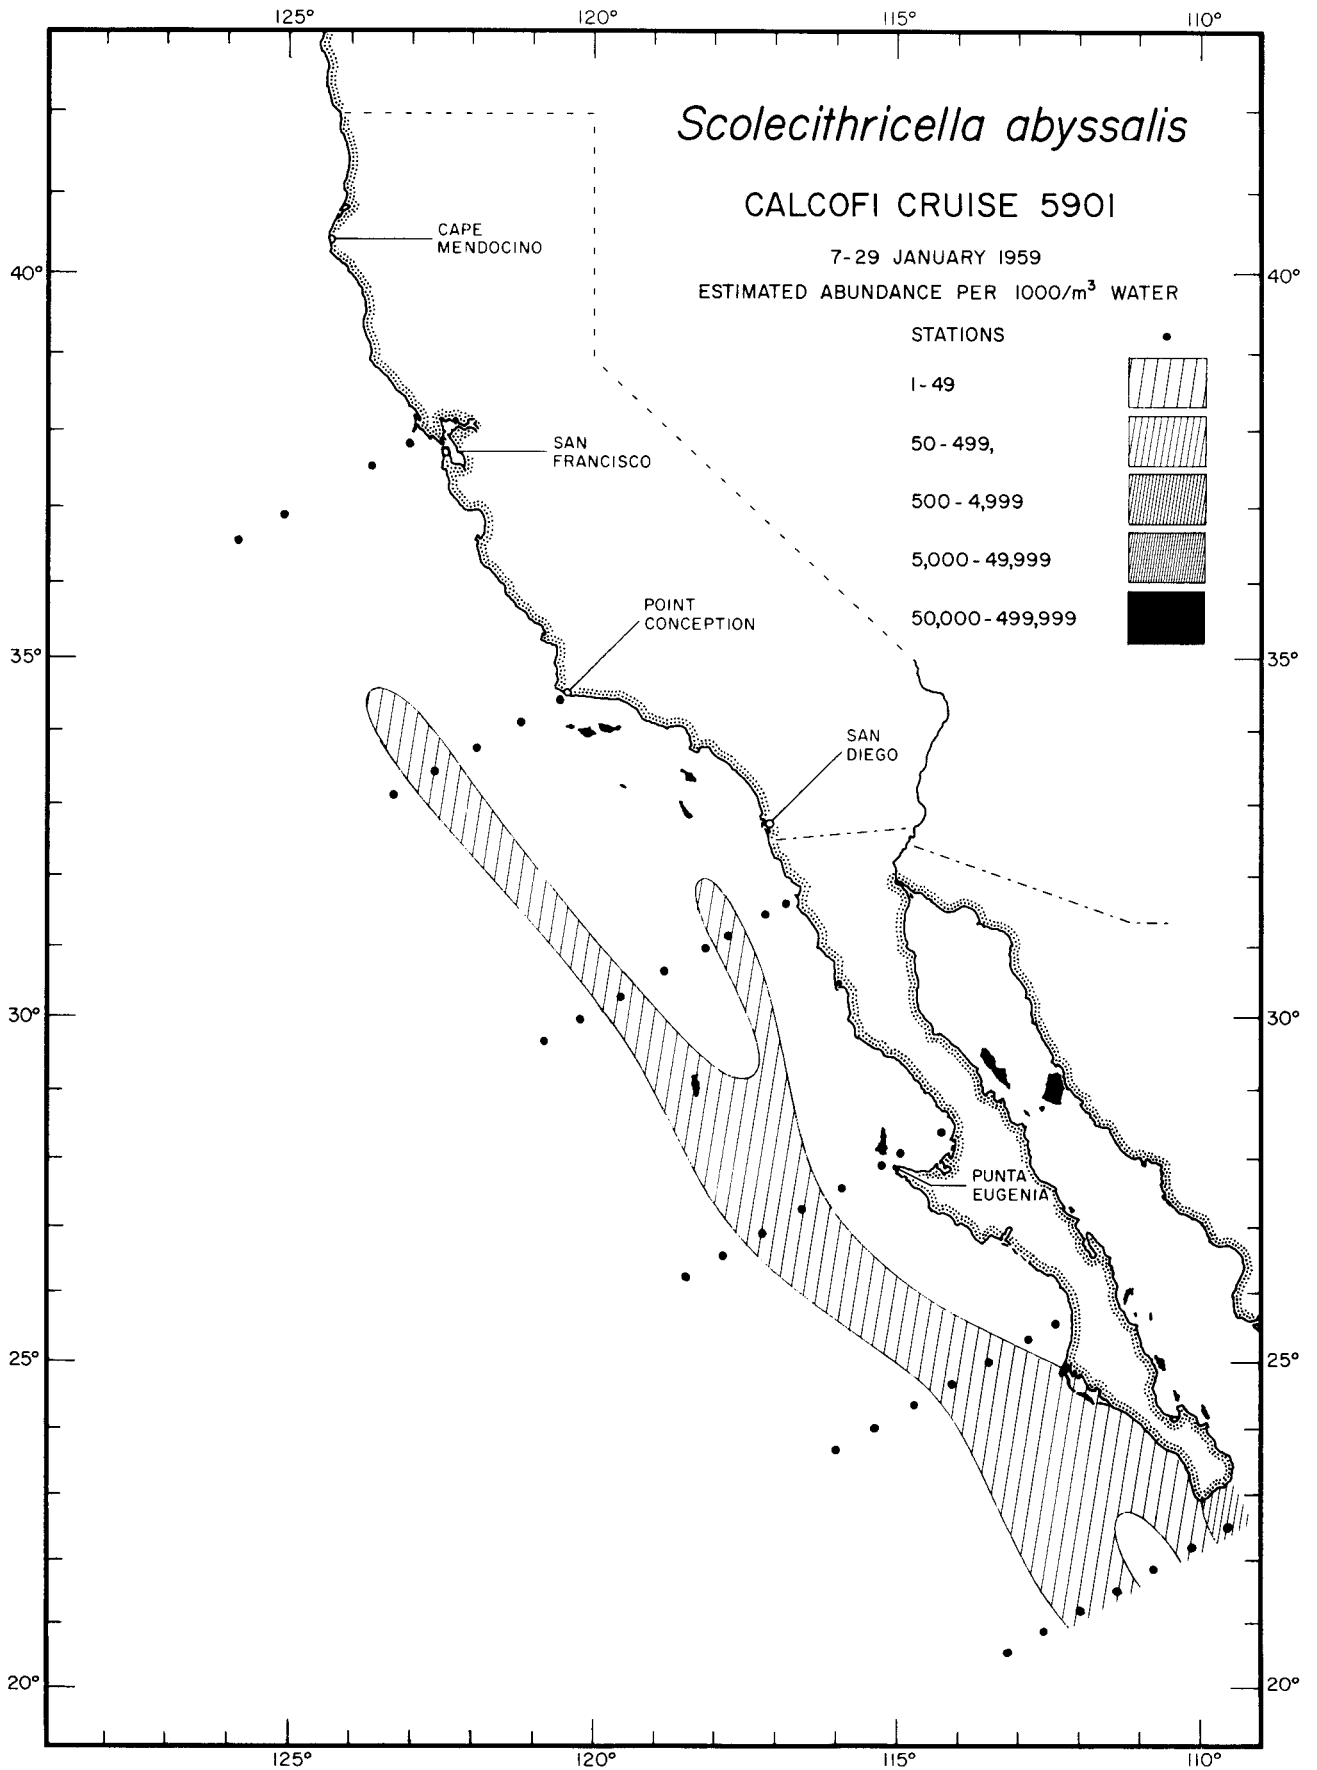 125° 120° 115° 110°
Scolecithricella abyssalis
CALCOFI CRUISE 5901
7-29 JANUARY 1959
ESTIMATED ABUNDANCE PER 1000/m³ WATER
STATIONS
1-49
50-499,
500-4,999
5,000-49,999
50,000-499,999
CAPE
MENDOCINO
40° 40°
SAN
FRANCISCO
POINT
CONCEPTION
35° 35°
SAN
DIEGO
30° 30°
PUNTA
EUGENIA
25° 25°
20° 20°
125° 120° 115° 110°